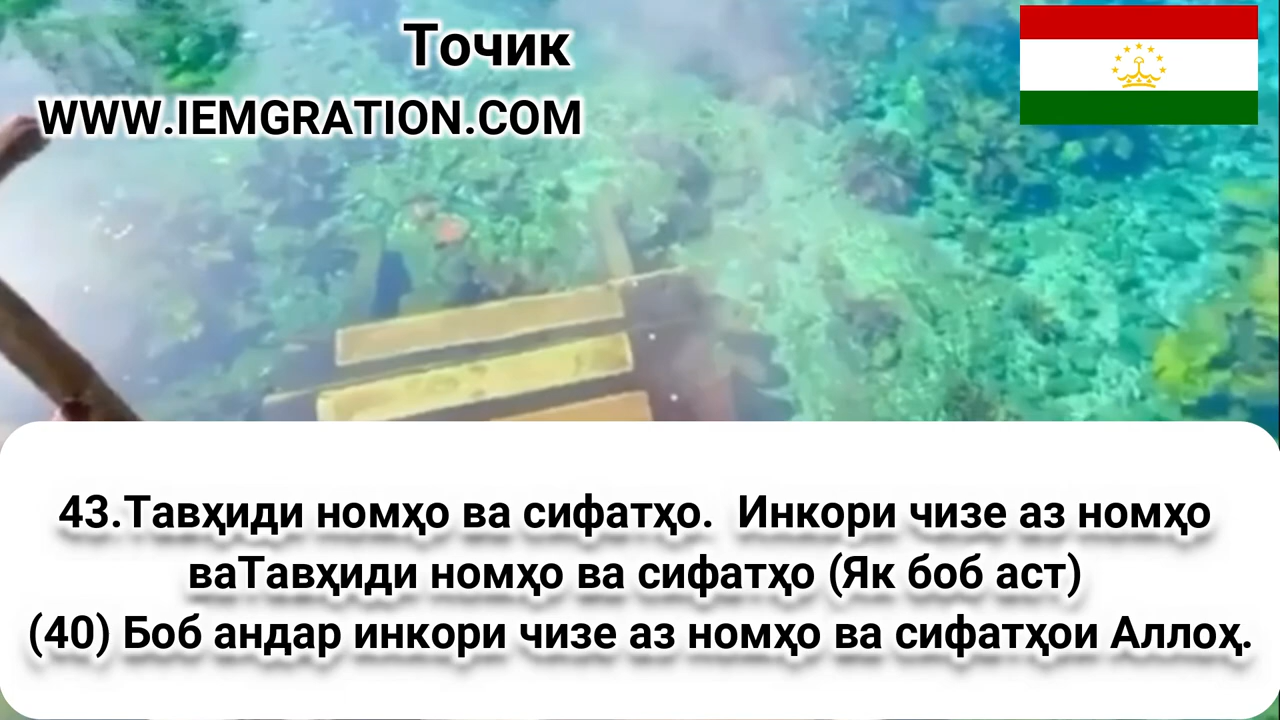 Точик
WWW.IEMGRATION.COM
43.Тавҳиди номҳо ва сифатҳо.  Инкори чизе аз номҳо
ваТавҳиди номҳо ва сифатҳо (Як боб аст)
(40) Боб андар инкори чизе аз номҳо ва сифатҳои Аллоҳ.